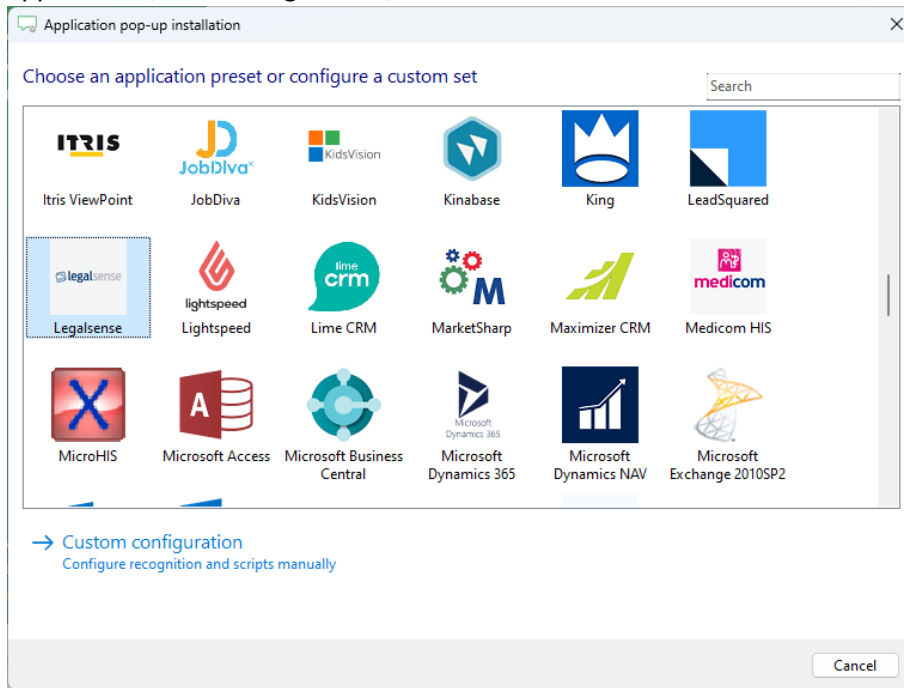 Application pop-up installation
Choose an application preset or configure a custom set
Search
ITRIS
JobDiva
KidsVision
Itris ViewPoint
JobDiva
KidsVision
Kinabase
King
LeadSquared
legalsense
lightspeed
lime
crm
M
medicom
Legalsense
Lightspeed
Lime CRM
MarketSharp
Maximizer CRM
Medicom HIS
A
Microsoft
Dynamics 365
MicroHIS
Microsoft Access
Microsoft Business
Central
Microsoft
Dynamics 365
Microsoft
Dynamics NAV
Microsoft
Exchange 2010SP2
Custom configuration
Configure recognition and scripts manually
Cancel